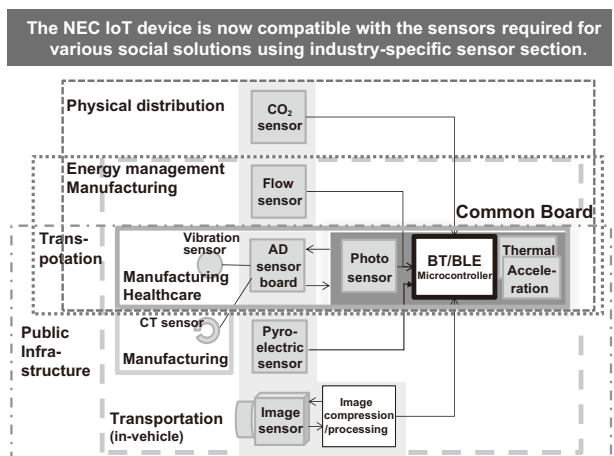 The NEC IoT device is now compatible with the sensors required for
various social solutions using industry-specific sensor section.
Physical distribution
CO₂
sensor
Energy management
Manufacturing
Flow
sensor
Common Board
Trans-
potation
Vibration
sensor
AD
sensor
board
Photo
sensor
BT/BLE
Microcontroller
Thermal
Accele-
ration
Manufacturing
Healthcare
CT sensor
Public
Infra-
structure
Manufacturing
Pyro-
electric
sensor
Transportation
(in-vehicle)
Image
sensor
Image
compression
/processing